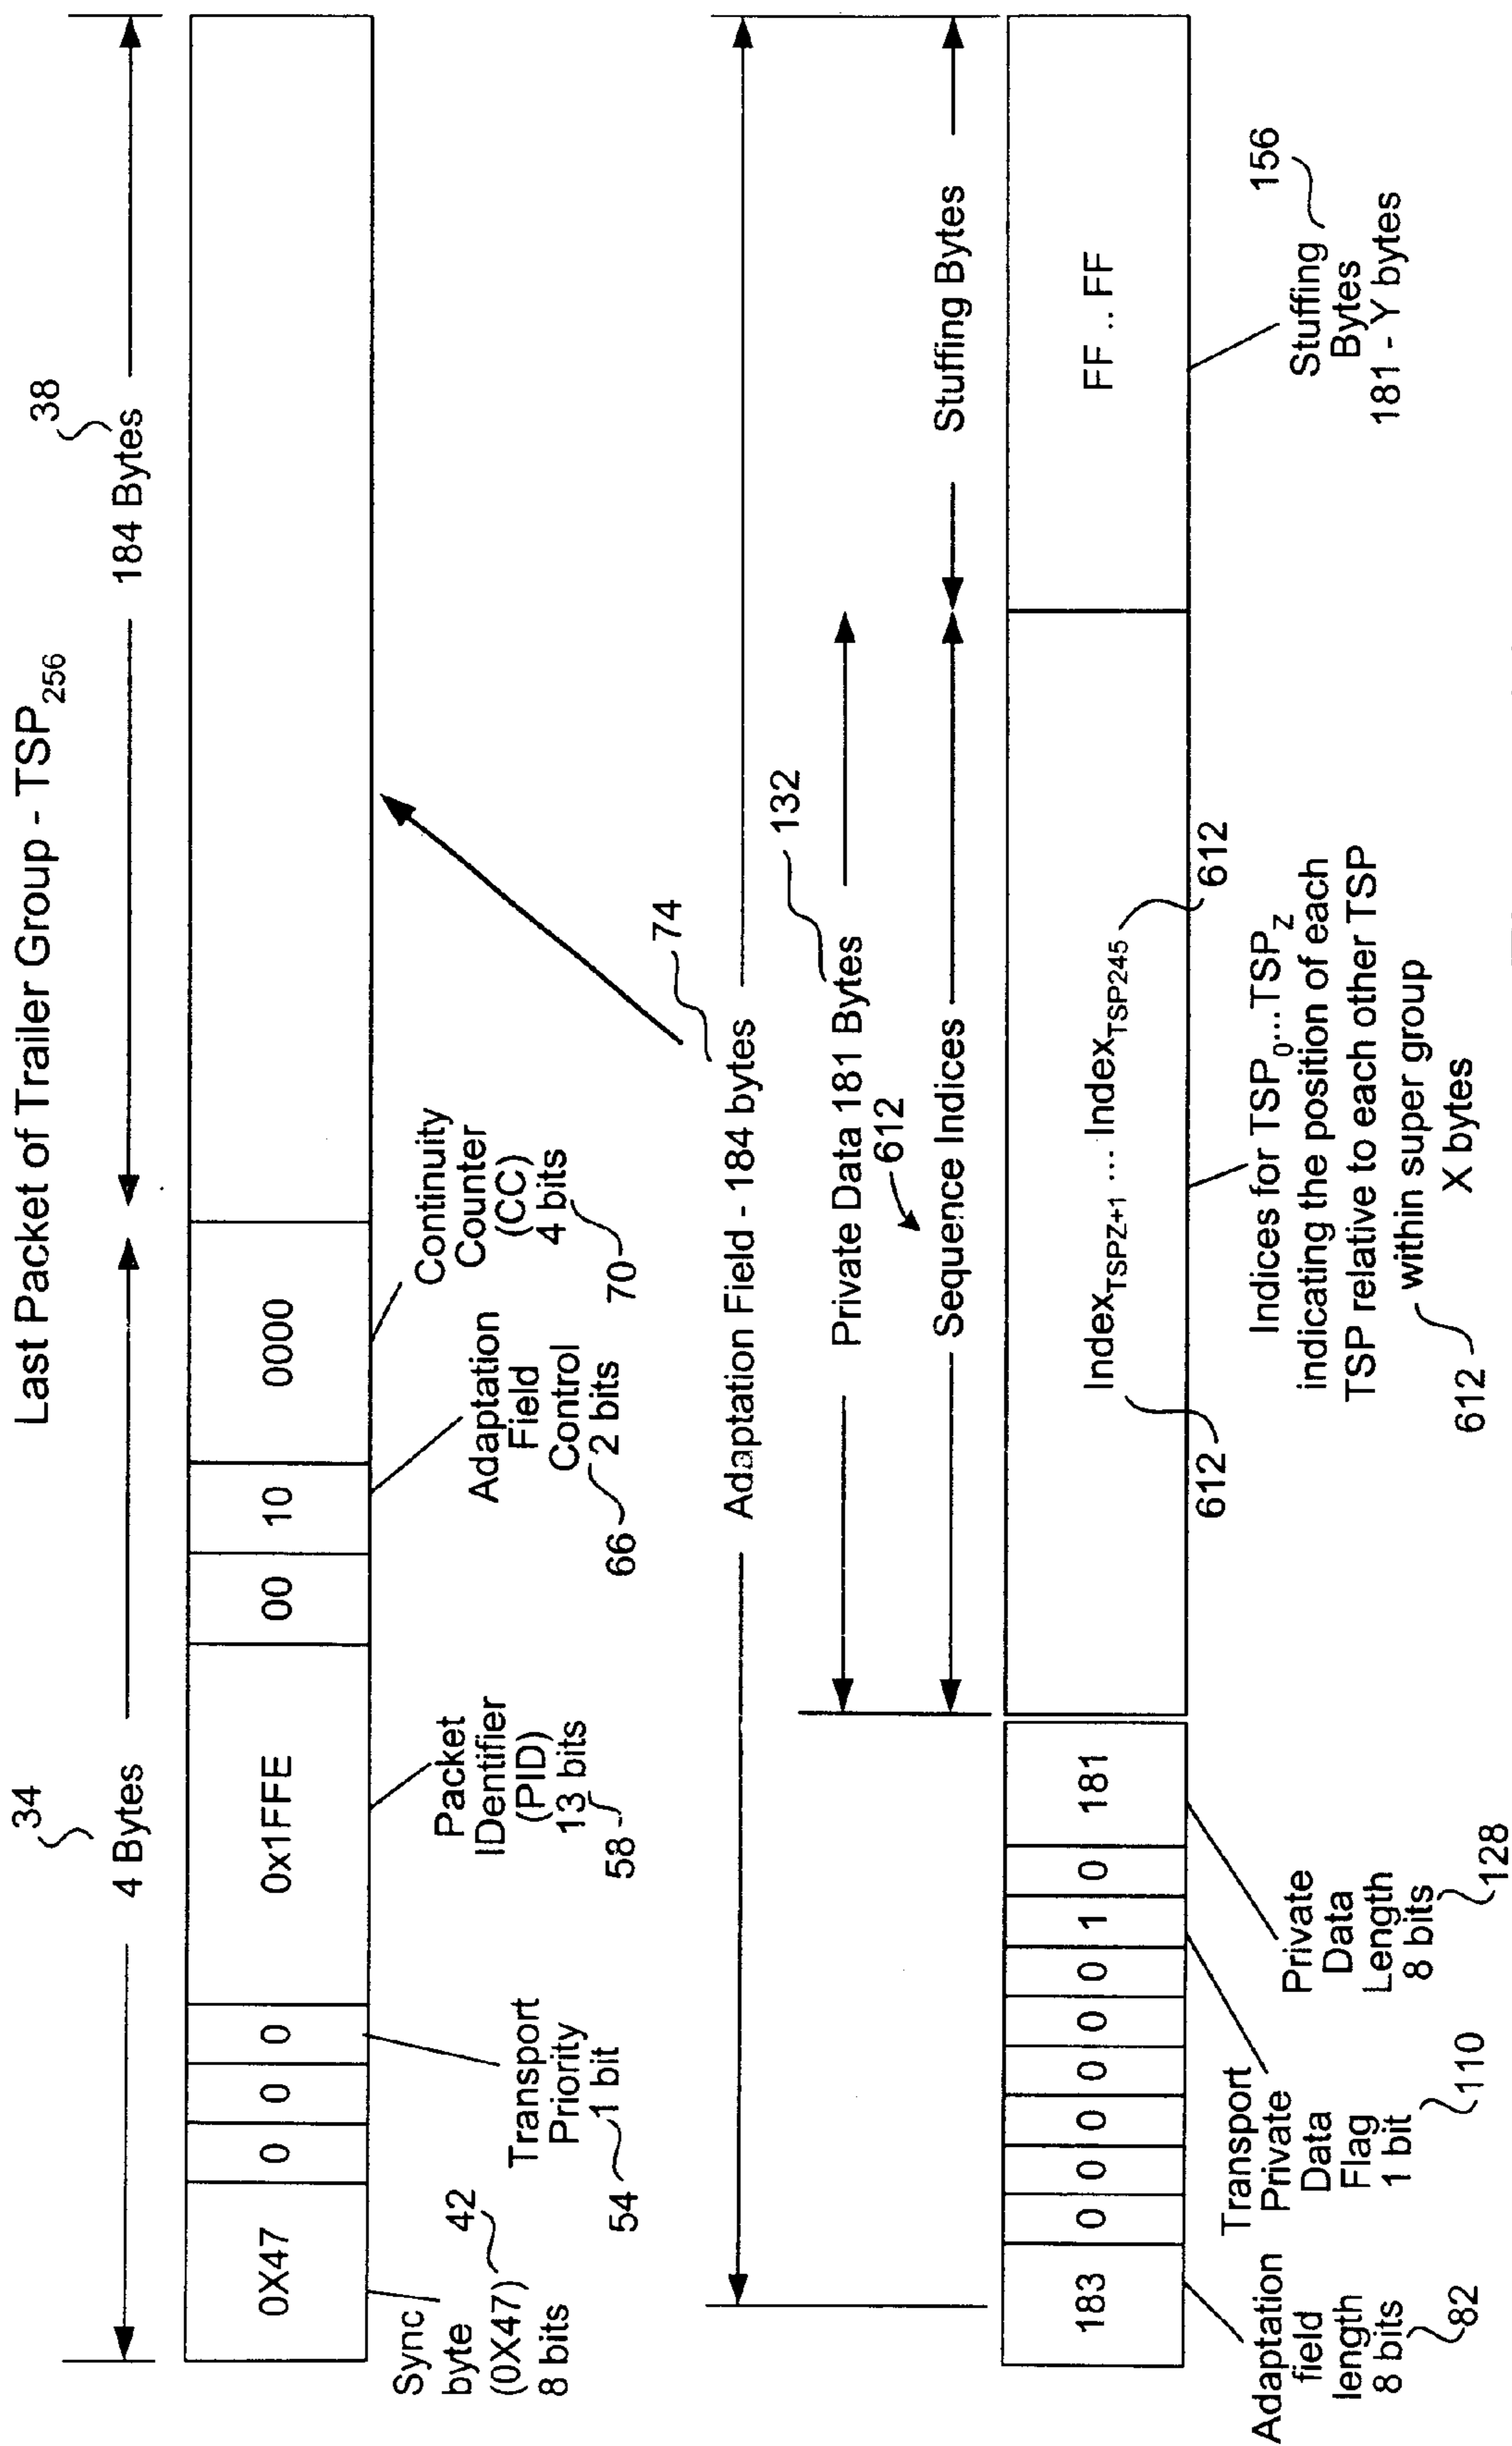 Last Packet of Trailer Group - TSP256
34
4 Bytes
184 Bytes
38
0X47
0
0
0
0x1FFE
00
10
0000
Sync
byte
(0X47)
8 bits
42
Transport
Priority
1 bit
54
Packet
IDentifier
(PID)
13 bits
58
Adaptation
Field
Control
2 bits
66
Continuity
Counter
(CC)
4 bits
70
Adaptation Field - 184 bytes
74
Private Data 181 Bytes
132
612
Sequence Indices
Stuffing Bytes
183
0
0
0
0
0
0
1
0
181
IndexTSPZ+1 ... IndexTSP245
FF .. FF
612
612
Adaptation
field
length
8 bits
82
Transport
Private
Data
Flag
1 bit
110
Private
Data
Length
8 bits
128
Indices for TSP0... TSPZ
indicating the position of each
TSP relative to each other TSP
within super group
X bytes
612
Stuffing
Bytes
181 - Y bytes
156